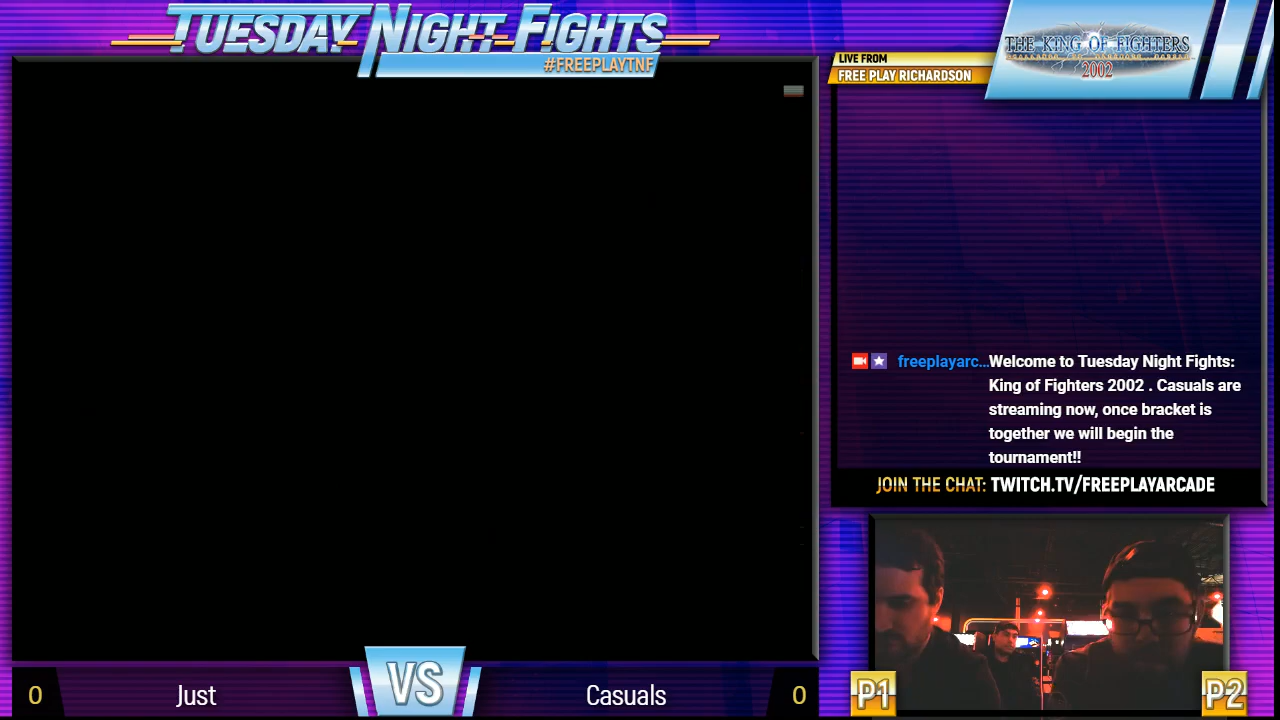 TUESDAY NIGHT FIGHTS
#FREEPLAYTNF
LIVE FROM
FREE PLAY RICHARDSON
THE KING OF FIGHTERS
2002
freeplayarc...Welcome to Tuesday Night Fights:
King of Fighters 2002 . Casuals are
streaming now, once bracket is
together we will begin the
tournament!!
JOIN THE CHAT: TWITCH.TV/FREEPLAYARCADE
0 Just VS Casuals 0
P1 P2